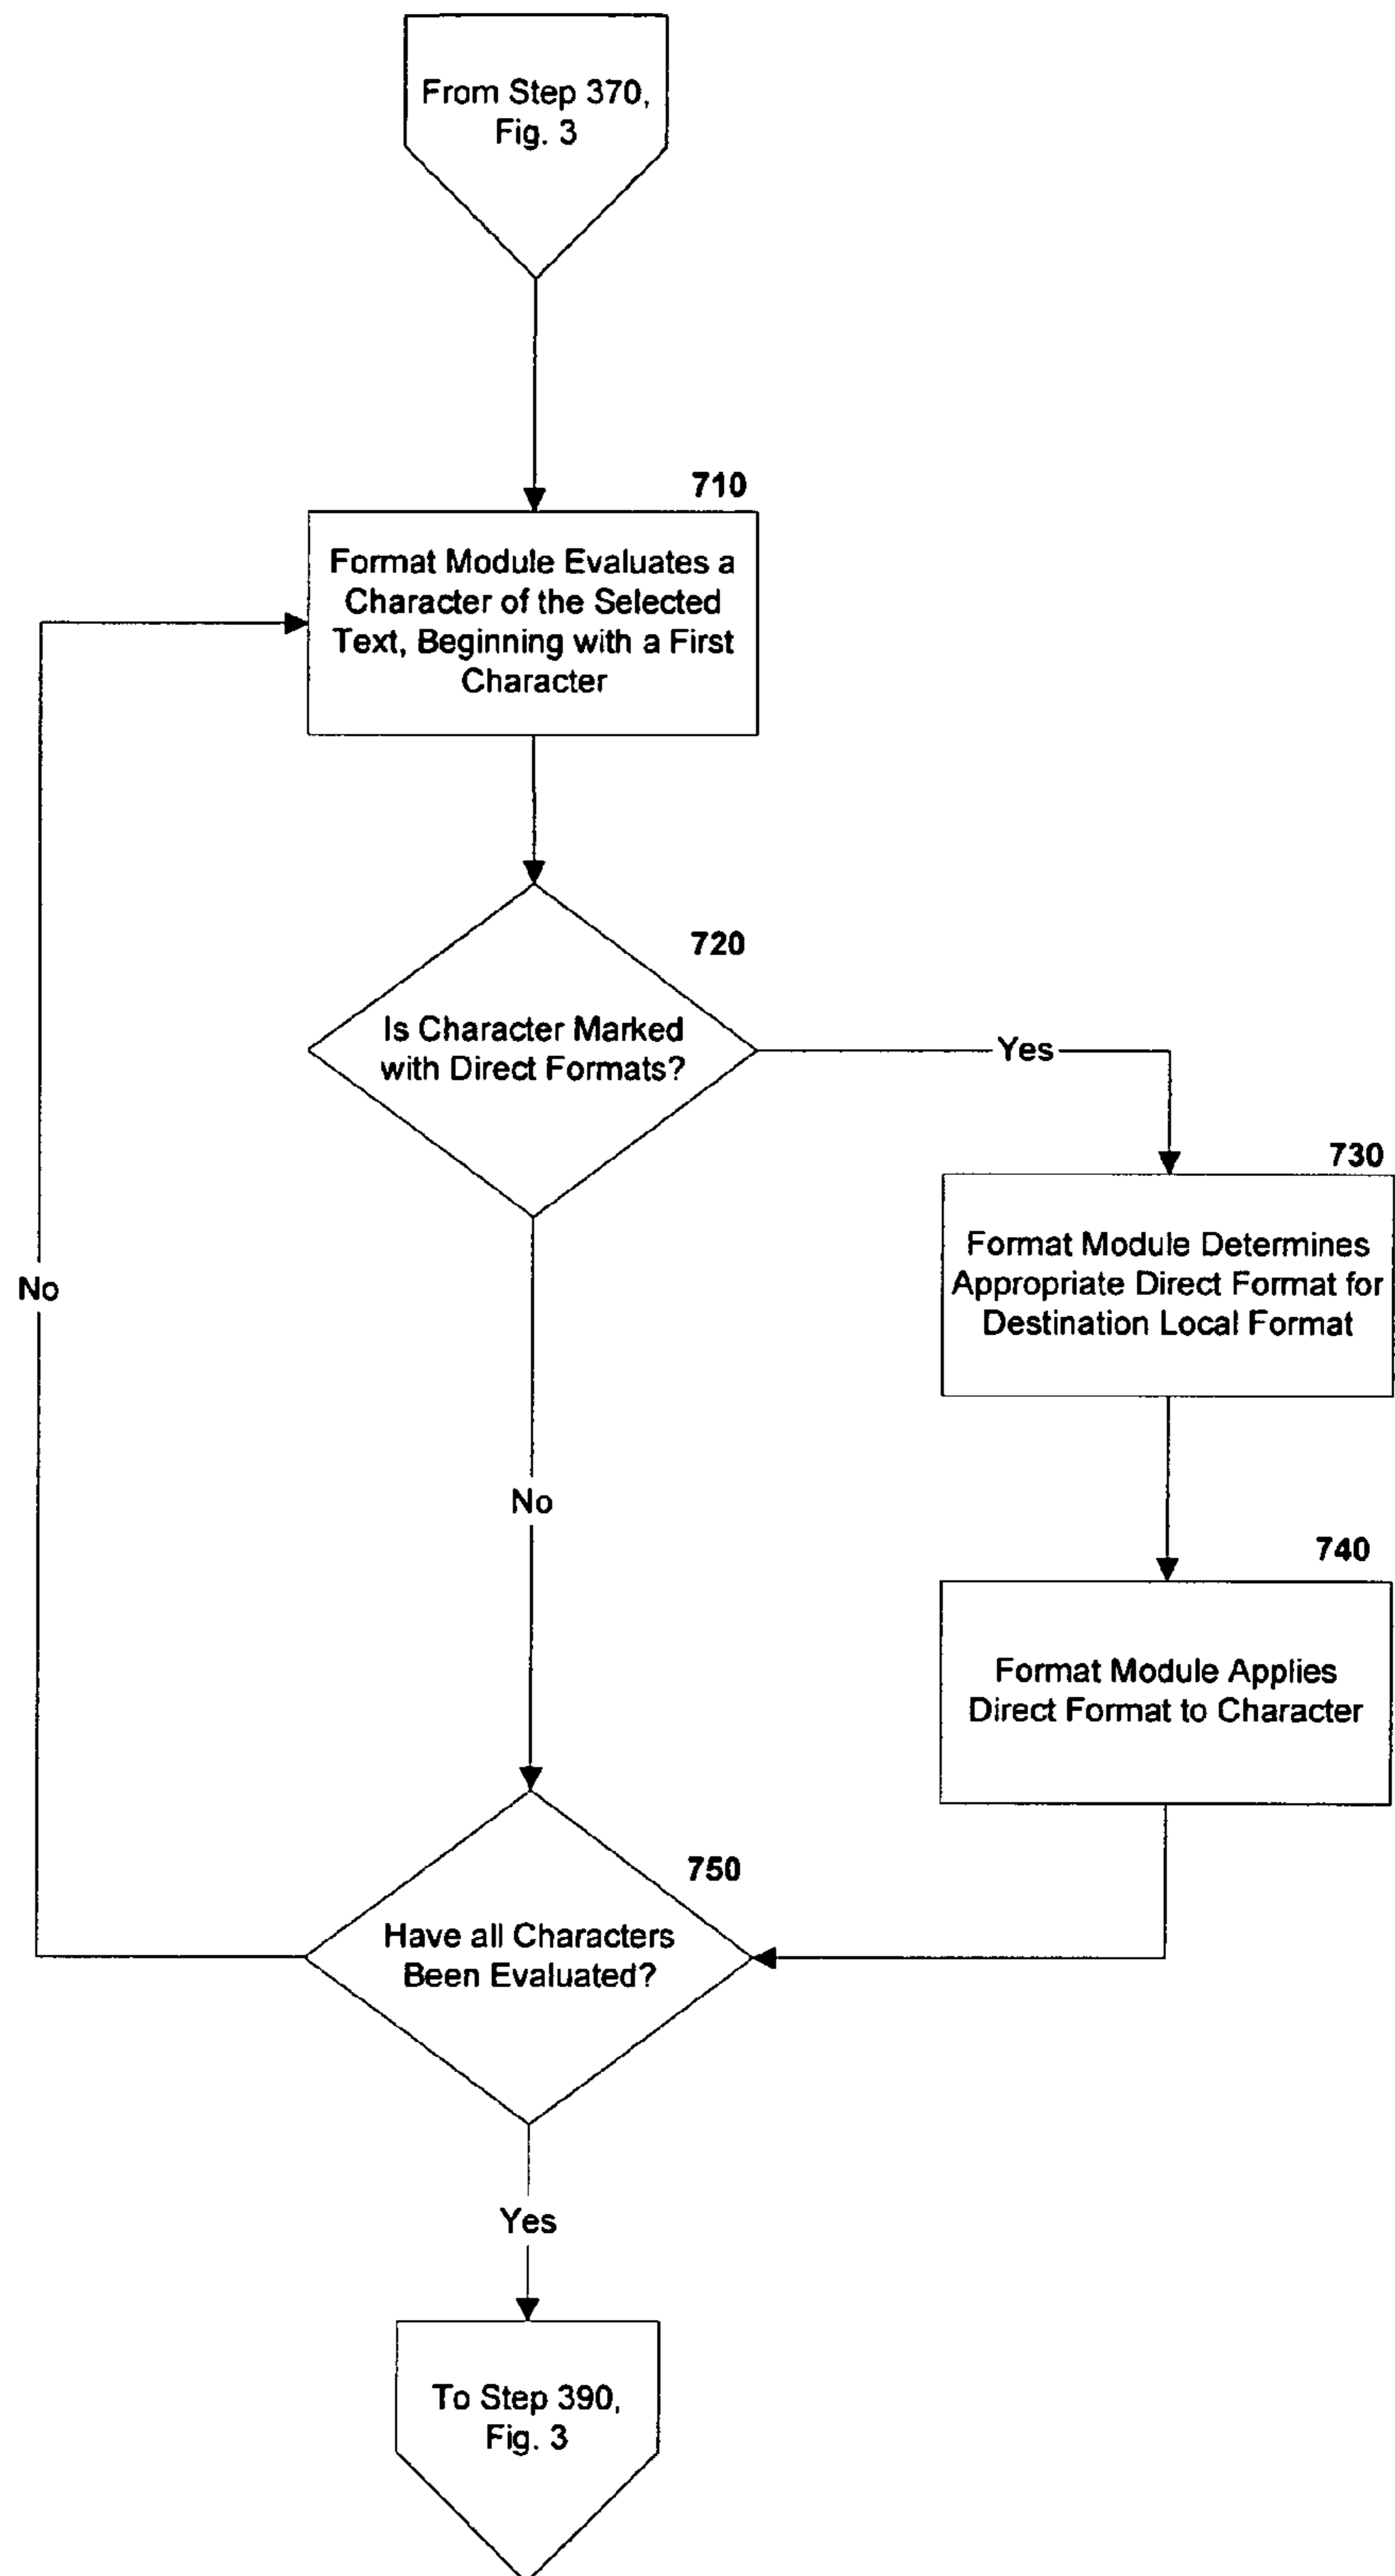 From Step 370,
Fig. 3
710
Format Module Evaluates a
Character of the Selected
Text, Beginning with a First
Character
720
Is Character Marked
with Direct Formats?
Yes
730
Format Module Determines
Appropriate Direct Format for
Destination Local Format
No
No
740
Format Module Applies
Direct Format to Character
750
Have all Characters
Been Evaluated?
Yes
To Step 390,
Fig. 3